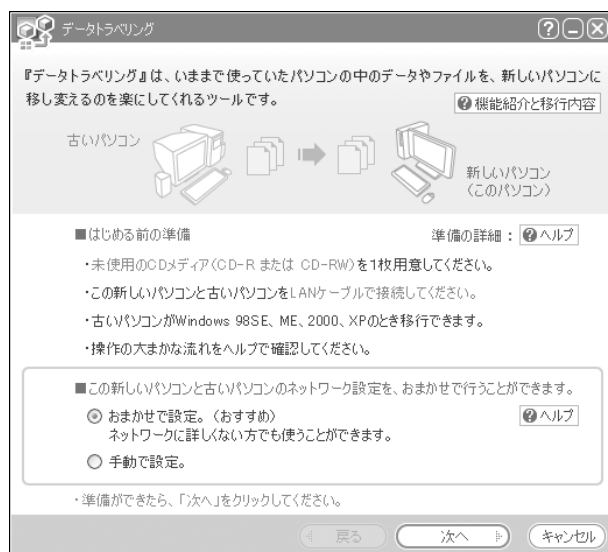 データトラベリング
『データトラベリング』は、いままで使っていたパソコンの中のデータやファイルを、新しいパソコンに
移し変えるのを楽にしてくれるツールです。
機能紹介と移行内容
古いパソコン
新しいパソコン
(このパソコン)
■はじめる前の準備
準備の詳細：
ヘルプ
・未使用のCDメディア(CD-R または CD-RW)を1枚用意してください。
・この新しいパソコンと古いパソコンをLANケーブルで接続してください。
・古いパソコンがWindows 98SE、ME、2000、XPのとき移行できます。
・操作の大まかな流れをヘルプで確認してください。
■この新しいパソコンと古いパソコンのネットワーク設定を、おまかせで行うことができます。
おまかせで設定。(おすすめ)
ヘルプ
ネットワークに詳しくない方でも使うことができます。
手動で設定。
・準備ができたら、「次へ」をクリックしてください。
戻る
次へ
キャンセル